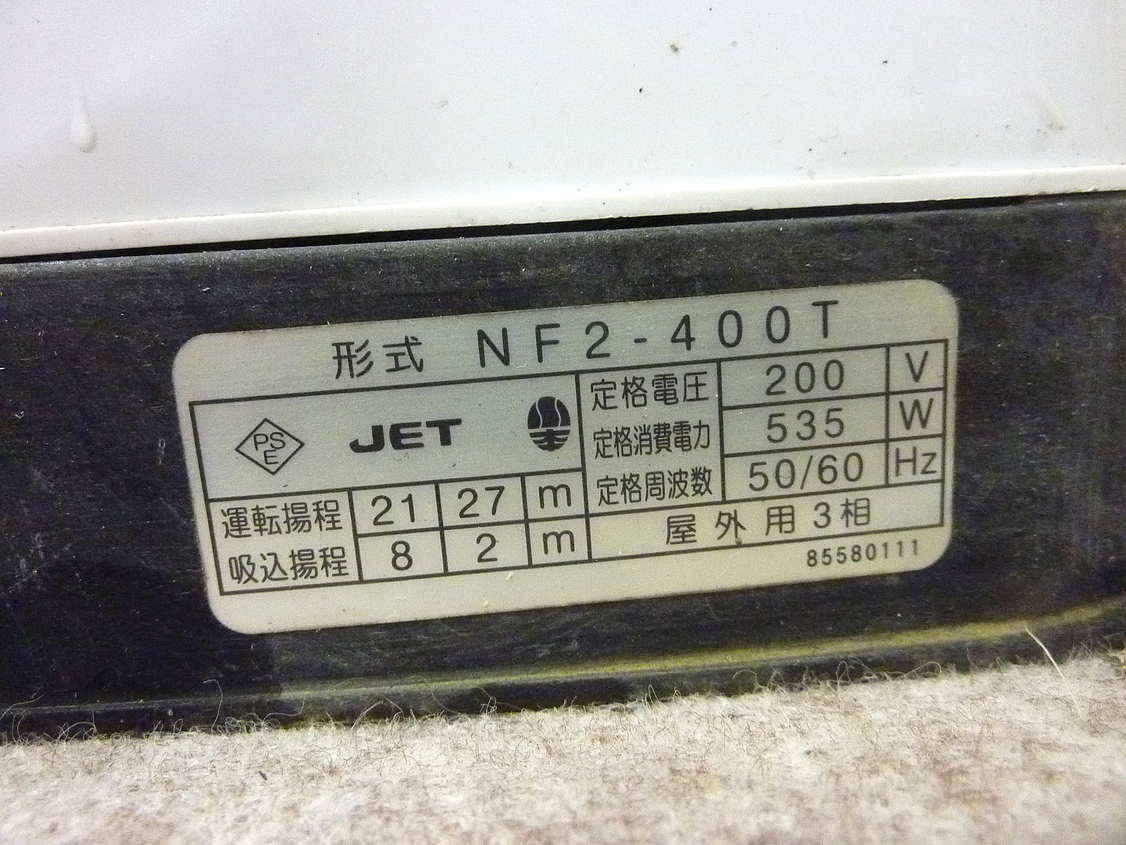 形式 NF2-400T
PSE JET 定格電圧 200 V
定格消費電力 535 W
定格周波数 50/60 Hz
運転揚程 21 27 m
屋外用3相
吸込揚程 8 2 m
85580111